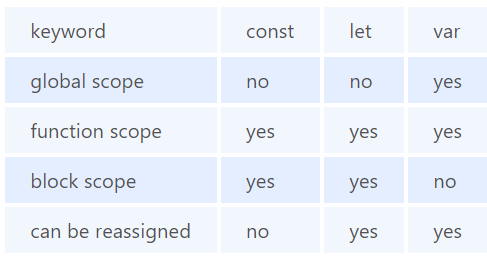 keyword const let var
global scope no no yes
function scope yes yes yes
block scope yes yes no
can be reassigned no yes yes